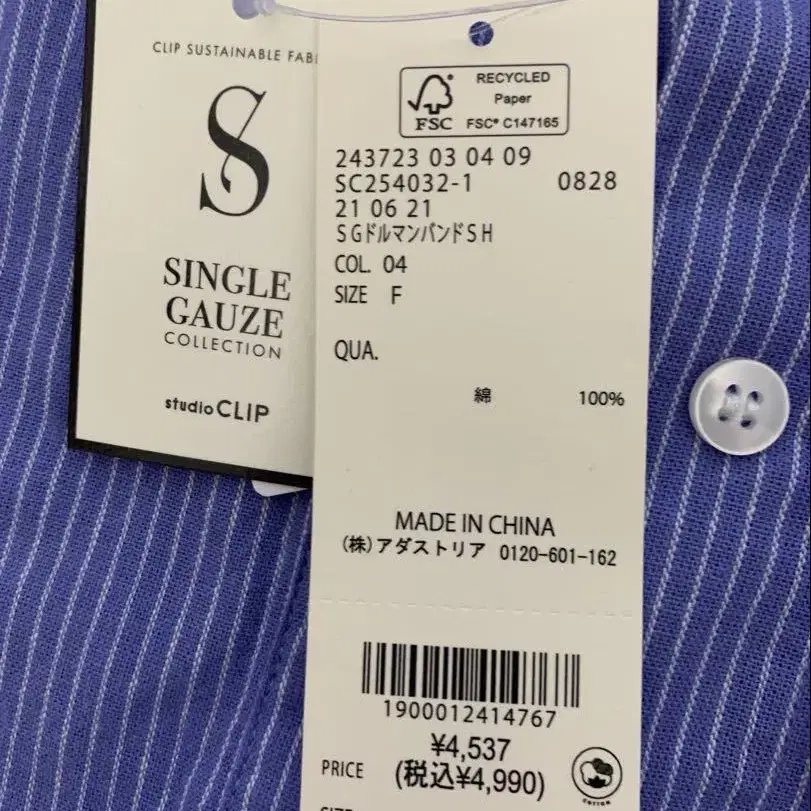 CLIP SUSTAINABLE
S
SINGLE
GAUZE
COLLECTION
studio CLIP
FSC
RECYCLED
Paper
FSC® C147165
243723 03 04 09
SC254032-1 0828
21 06 21
SGドルマンバンドSH
COL. 04
SIZE F
QUA.
綿 100%
MADE IN CHINA
(株)アダストリア 0120-601-162
1900012414767
¥4,537
PRICE (税込¥4,990)
COTTON